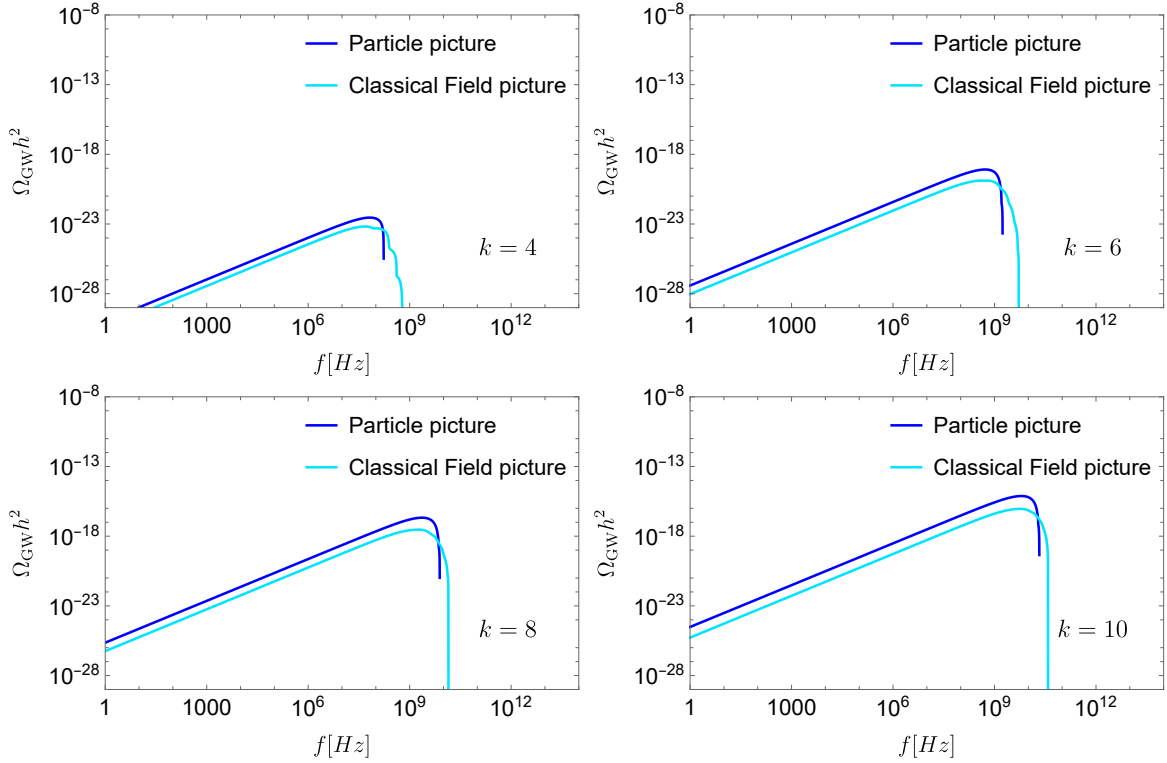 10^-8
10^-13
10^-18
10^-23
10^-28
Ω_GW h^2
Particle picture
Classical Field picture
k = 4
1 1000 10^6 10^9 10^12
f[Hz]
10^-8
10^-13
10^-18
10^-23
10^-28
Ω_GW h^2
Particle picture
Classical Field picture
k = 6
1 1000 10^6 10^9 10^12
f[Hz]
10^-8
10^-13
10^-18
10^-23
10^-28
Ω_GW h^2
Particle picture
Classical Field picture
k = 8
1 1000 10^6 10^9 10^12
f[Hz]
10^-8
10^-13
10^-18
10^-23
10^-28
Ω_GW h^2
Particle picture
Classical Field picture
k = 10
1 1000 10^6 10^9 10^12
f[Hz]